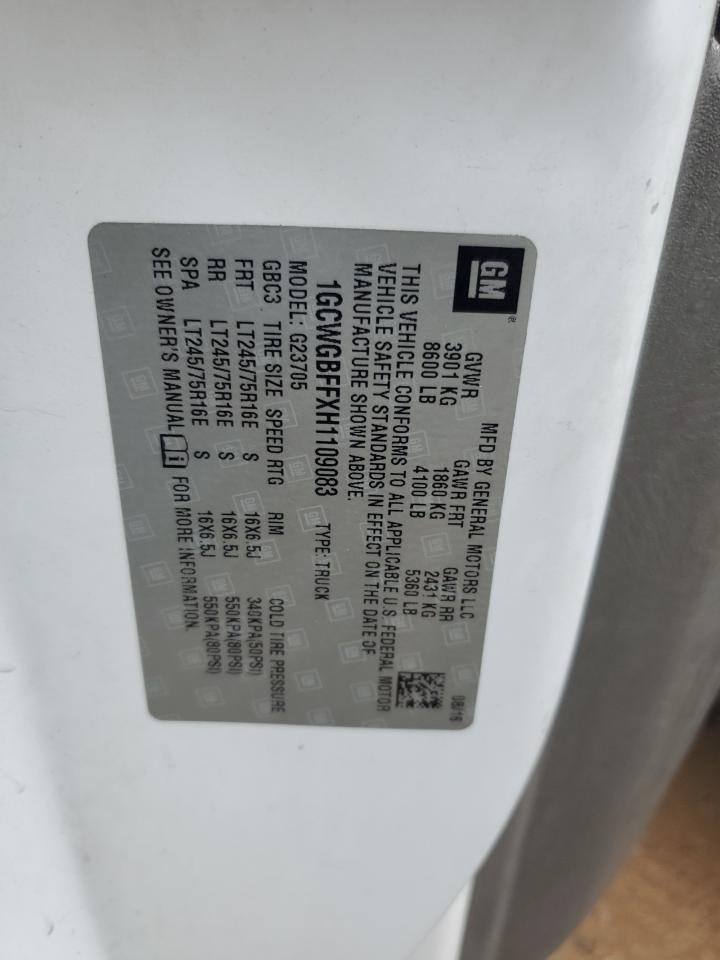 GM®
MFD BY GENERAL MOTORS LLC 08/16
GVWR GAWR FRT GAWR RR
3901 KG 1860 KG 2431 KG
8600 LB 4100 LB 5360 LB
THIS VEHICLE CONFORMS TO ALL APPLICABLE U.S. FEDERAL MOTOR
VEHICLE SAFETY STANDARDS IN EFFECT ON THE DATE OF
MANUFACTURE SHOWN ABOVE.
1GCWGBFFXH1109083 TYPE: TRUCK
MODEL: G23705
GBC3 TIRE SIZE SPEED RTG RIM COLD TIRE PRESSURE
FRT LT245/75R16E S 16X6.5J 340KPA(50PSI)
RR LT245/75R16E S 16X6.5J 550KPA(80PSI)
SPA LT245/75R16E S 16X6.5J 550KPA(80PSI)
SEE OWNER'S MANUAL i FOR MORE INFORMATION.